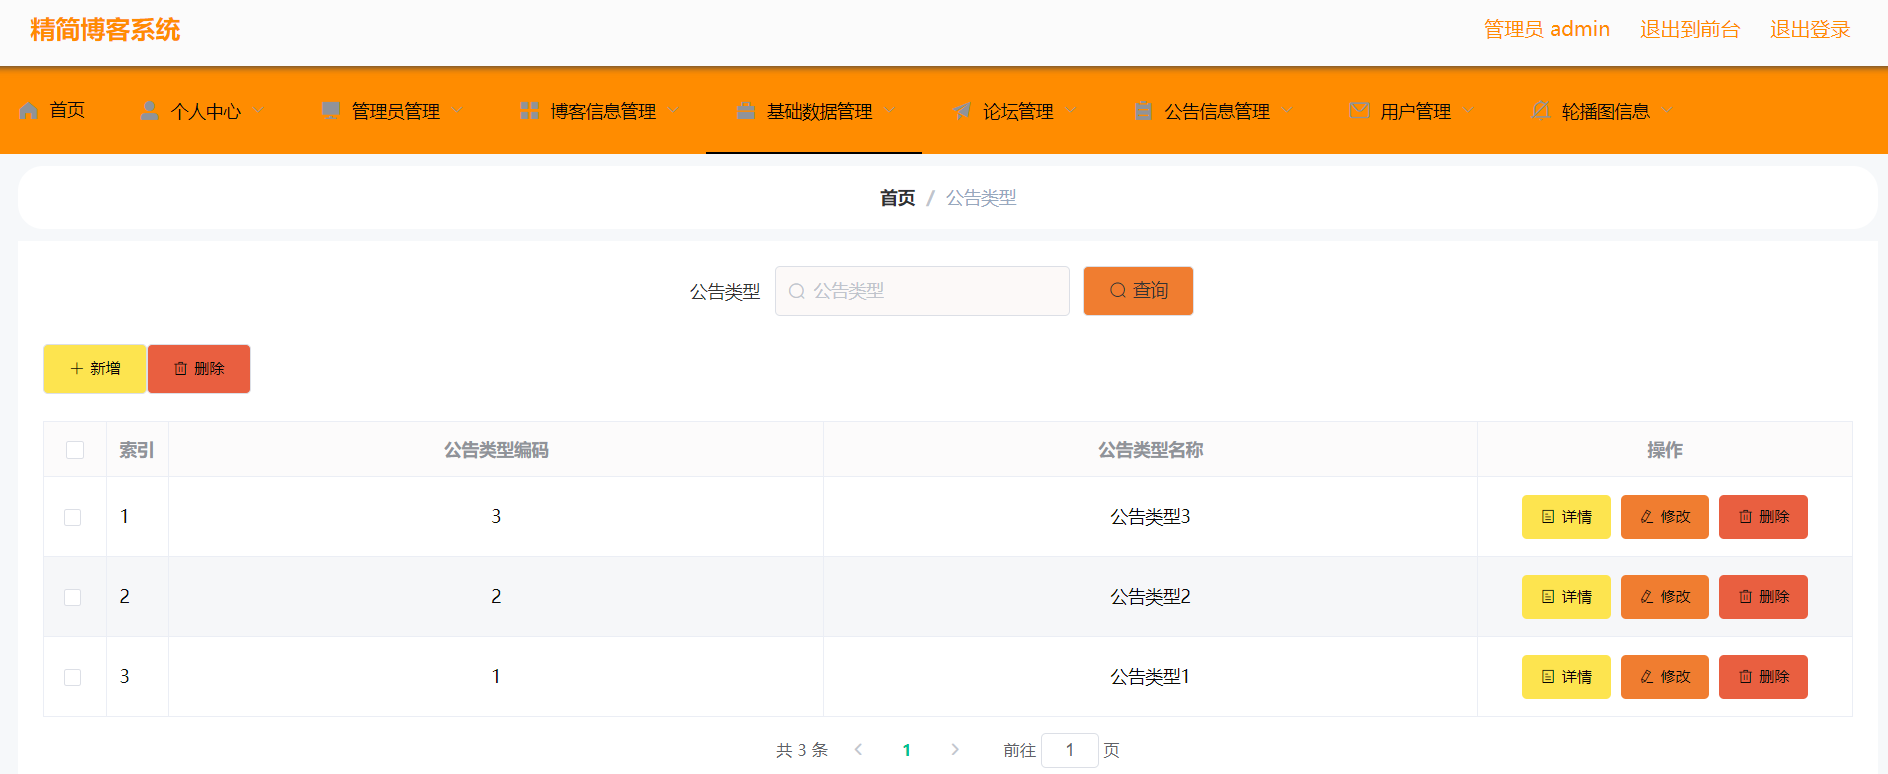 精简博客系统 管理员 admin 退出到前台 退出登录
首页 个人中心 管理员管理 博客信息管理 基础数据管理 论坛管理 公告信息管理 用户管理 轮播图信息
首页 / 公告类型
公告类型 公告类型 查询
新增 删除
索引 公告类型编码 公告类型名称 操作
1 3 公告类型3 详情 修改 删除
2 2 公告类型2 详情 修改 删除
3 1 公告类型1 详情 修改 删除
共 3 条 1 前往 1 页